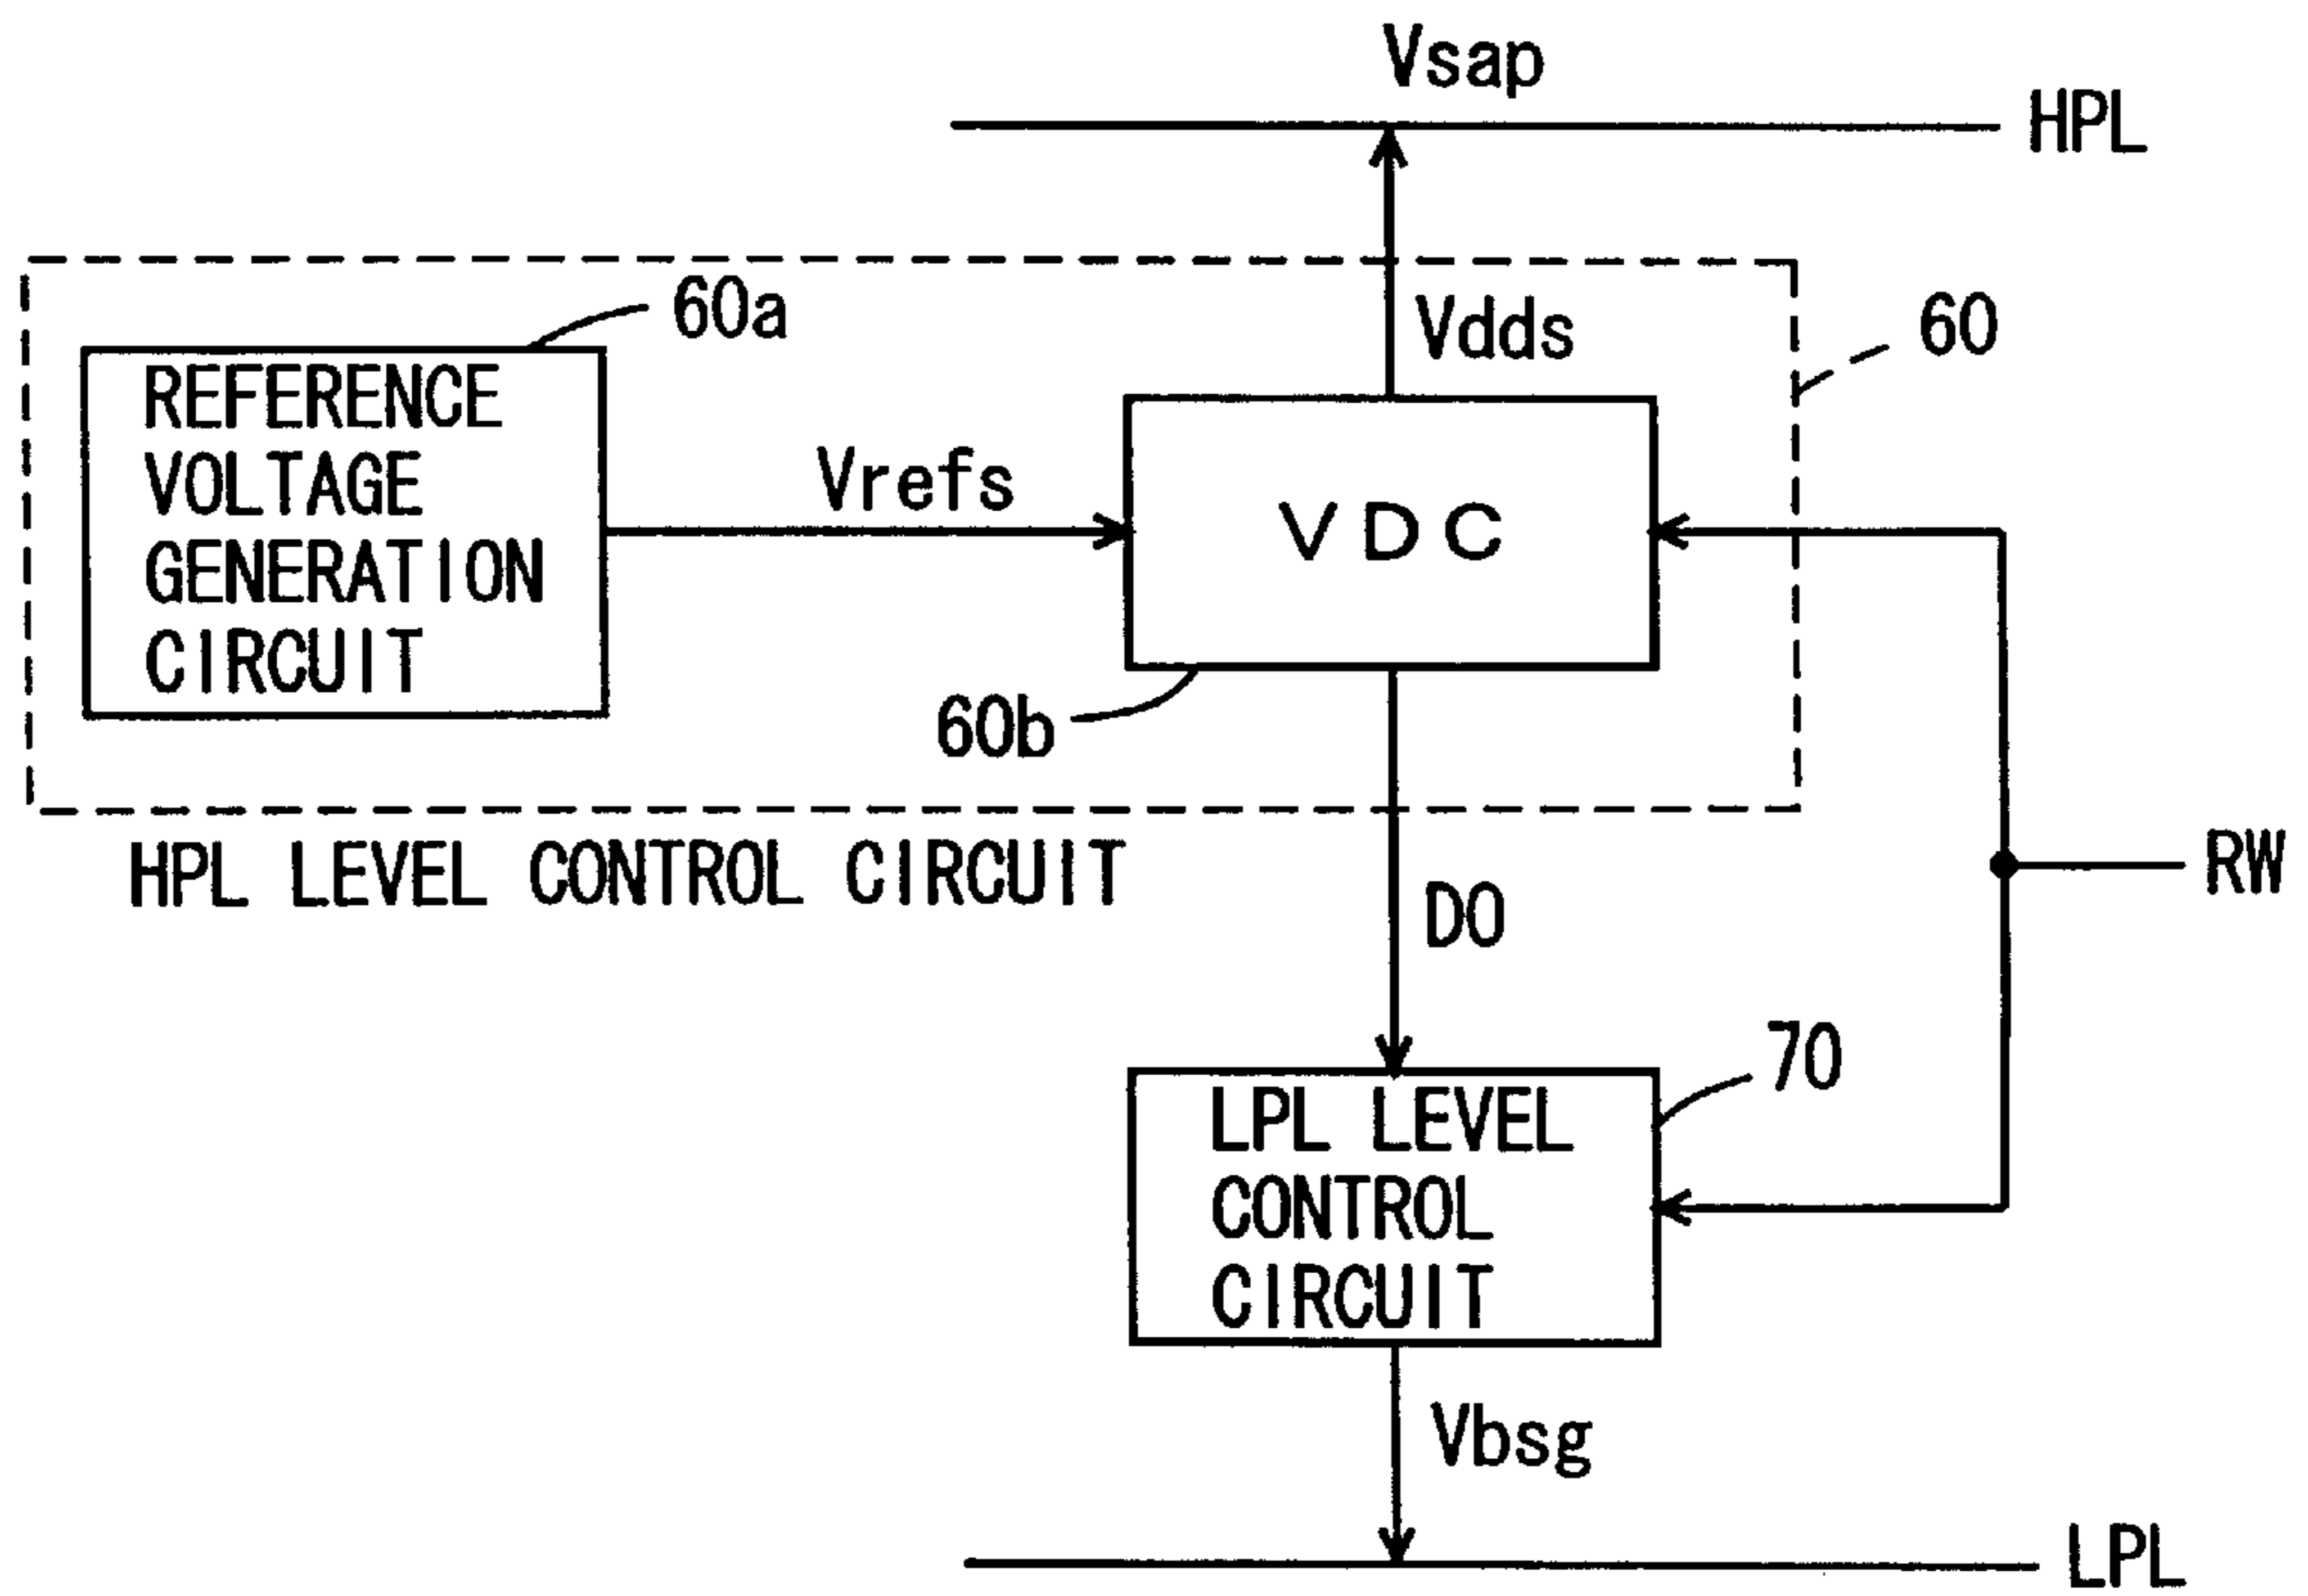 Vsap
HPL
60a
Vdds
60
REFERENCE
VOLTAGE
GENERATION
CIRCUIT
Vrefs
VDC
60b
HPL LEVEL CONTROL CIRCUIT
RW
DO
70
LPL LEVEL
CONTROL
CIRCUIT
Vbsg
LPL